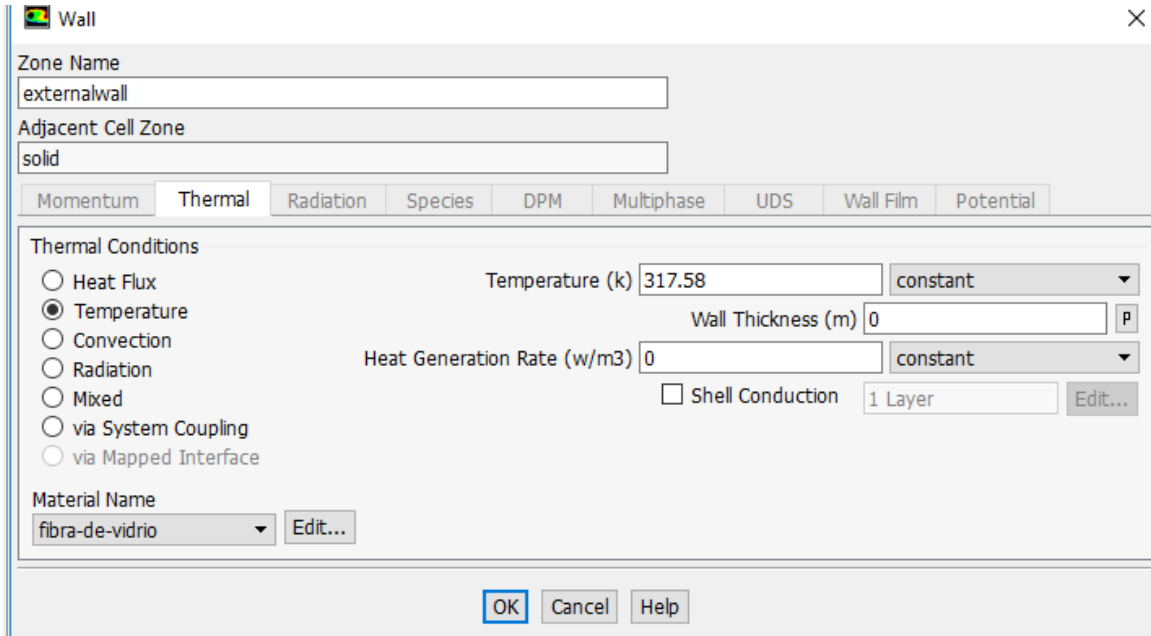 Wall
Zone Name
externalwall
Adjacent Cell Zone
solid
Momentum Thermal Radiation Species DPM Multiphase UDS Wall Film Potential
Thermal Conditions
Heat Flux
Temperature
Convection
Radiation
Mixed
via System Coupling
via Mapped Interface
Temperature (k) 317.58 constant
Wall Thickness (m) 0 P
Heat Generation Rate (w/m3) 0 constant
Shell Conduction 1 Layer Edit...
Material Name
fibra-de-vidrio Edit...
OK Cancel Help